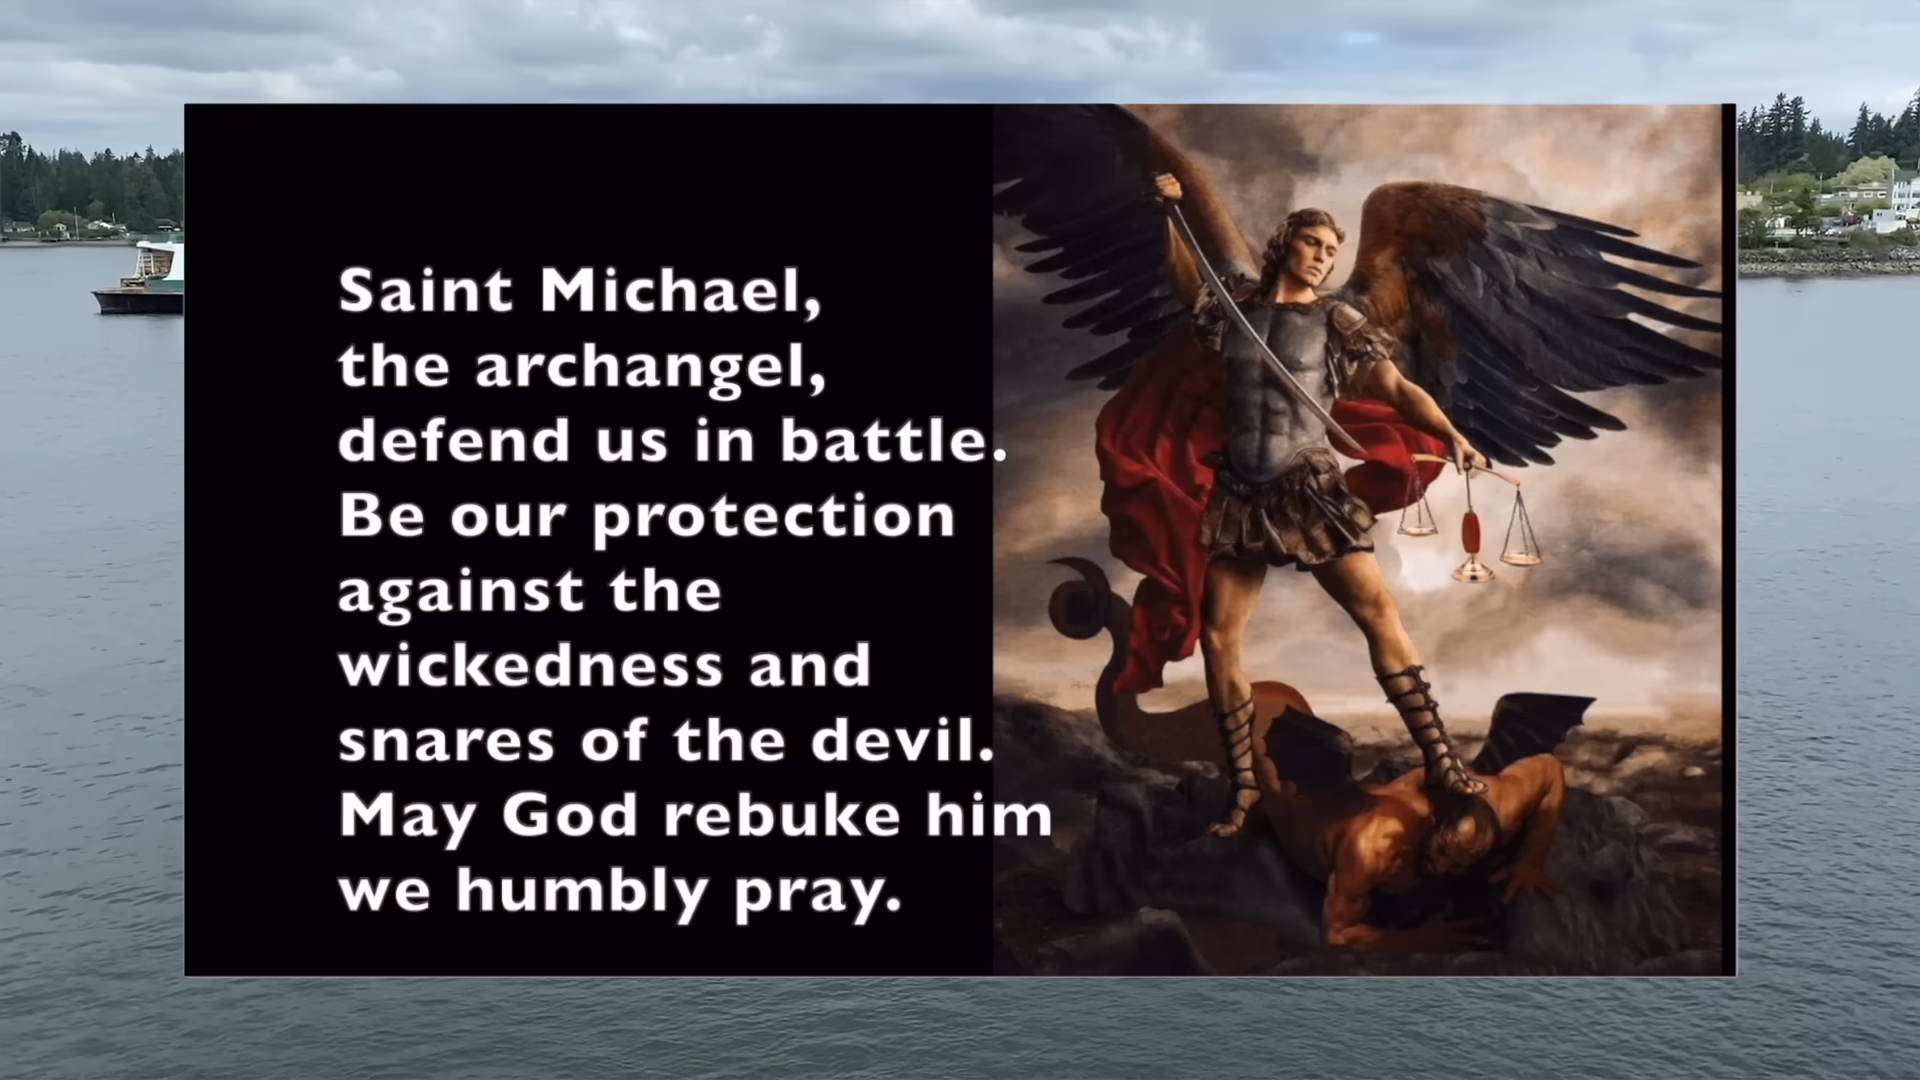 Saint Michael,
the archangel,
defend us in battle.
Be our protection
against the
wickedness and
snares of the devil.
May God rebuke him
we humbly pray.